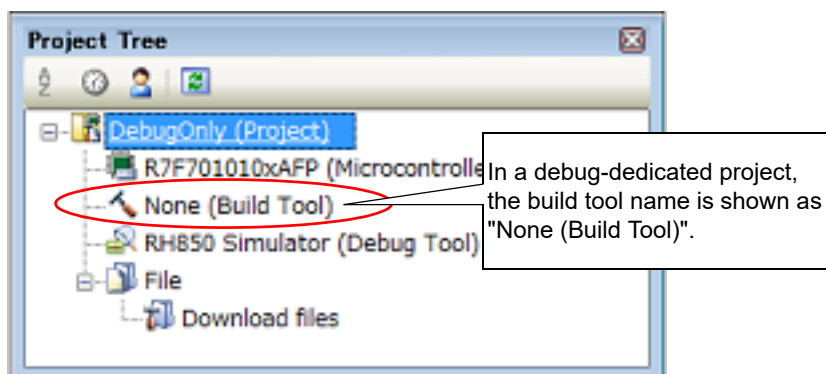 Project Tree
DebugOnly (Project)
R7F701010xAFP (Microcontrolle
In a debug-dedicated project,
the build tool name is shown as
"None (Build Tool)".
None (Build Tool)
RH850 Simulator (Debug Tool)
File
Download files